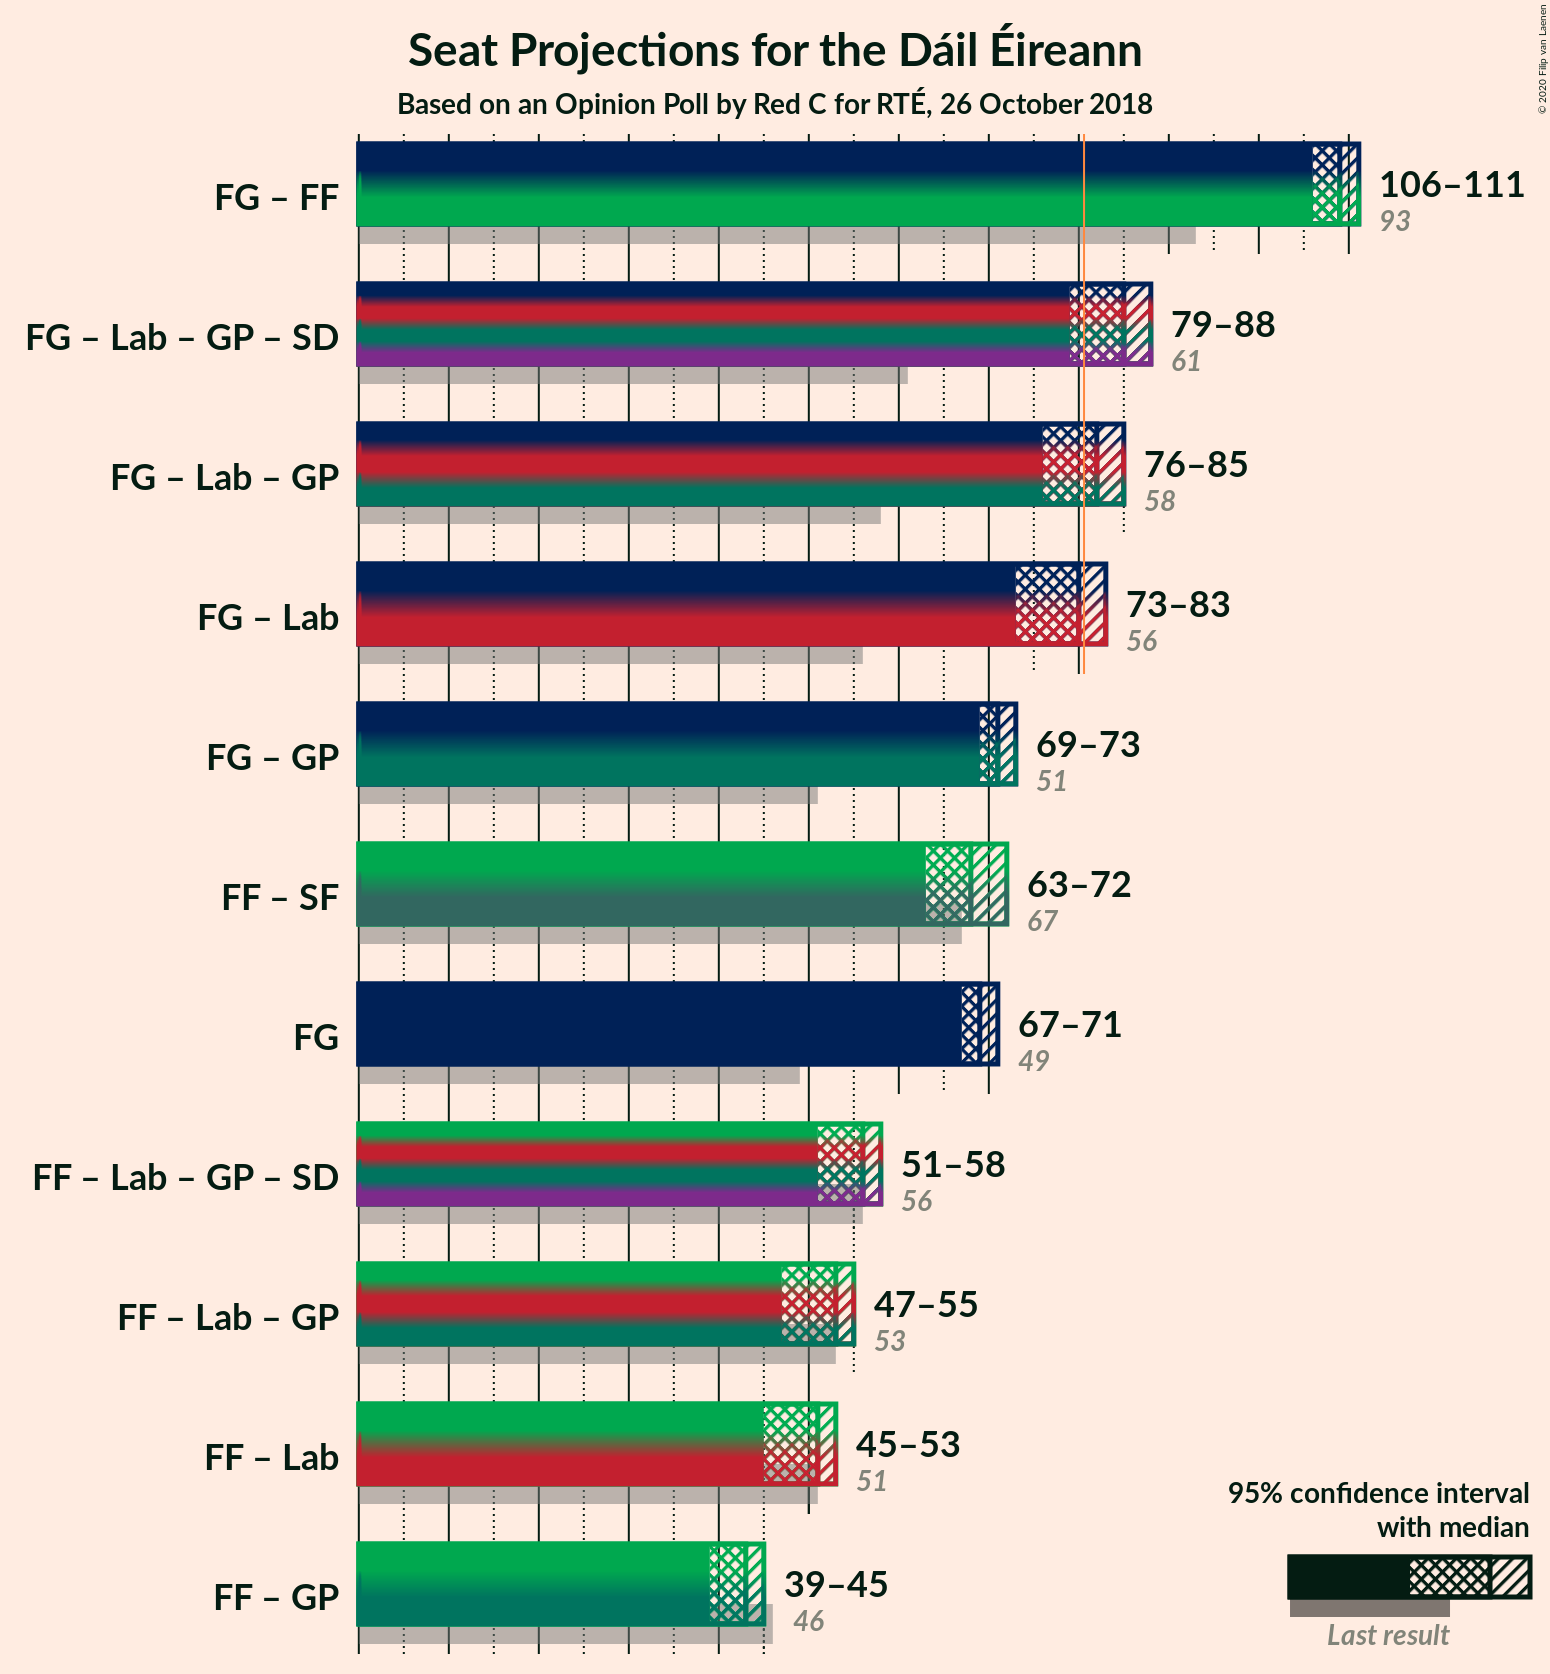 Seat Projections for the Dáil Éireann
Based on an Opinion Poll by Red C for RTÉ, 26 October 2018
© 2020 Filip van Laenen
FG – FF
106–111
93
FG – Lab – GP – SD
79–88
61
FG – Lab – GP
76–85
58
FG – Lab
73–83
56
FG – GP
69–73
51
FF – SF
63–72
67
FG
67–71
49
FF – Lab – GP – SD
51–58
56
FF – Lab – GP
47–55
53
FF – Lab
45–53
51
FF – GP
39–45
46
95% confidence interval
with median
Last result